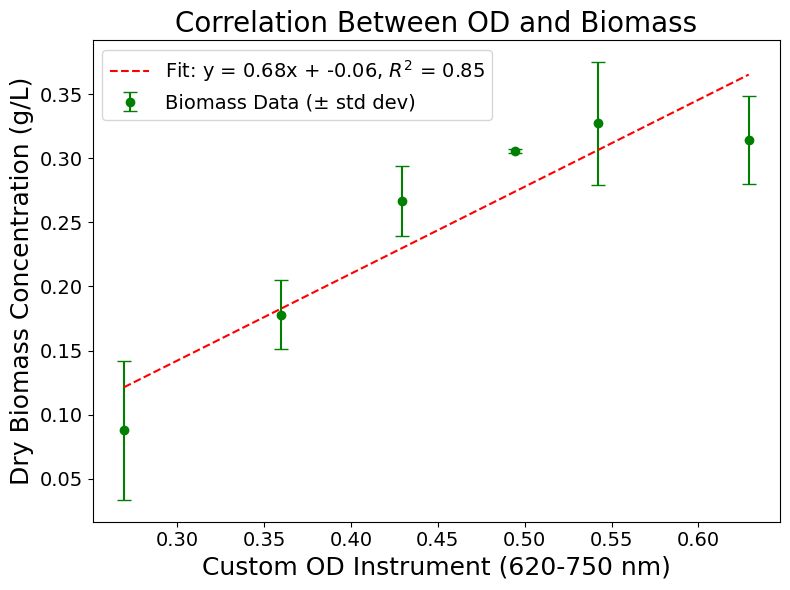 Correlation Between OD and Biomass
Fit: y = 0.68x + -0.06, R² = 0.85
Biomass Data (± std dev)
Dry Biomass Concentration (g/L)
0.35
0.30
0.25
0.20
0.15
0.10
0.05
0.30 0.35 0.40 0.45 0.50 0.55 0.60
Custom OD Instrument (620-750 nm)